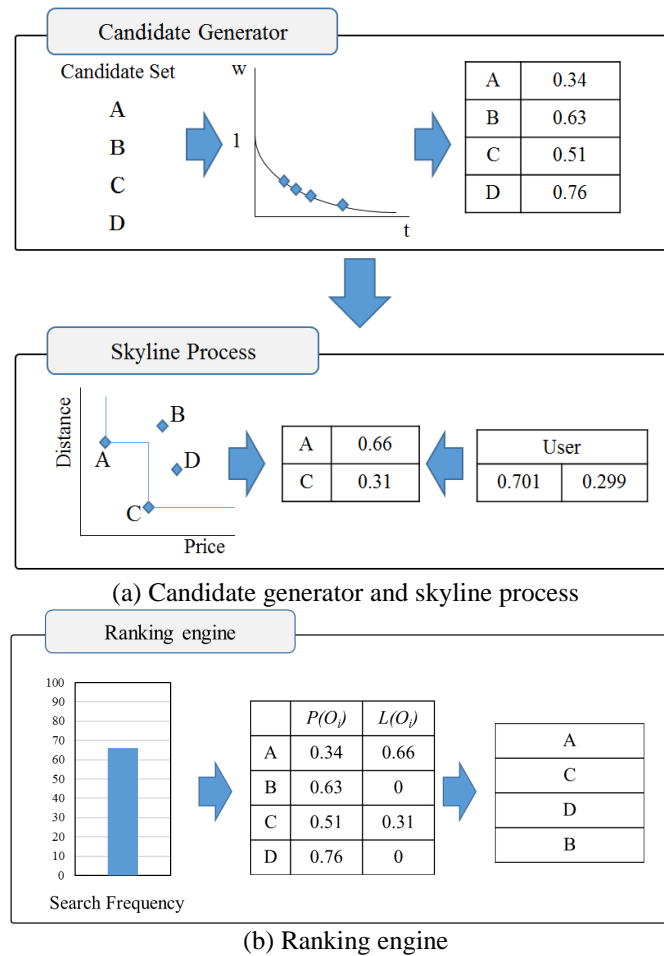 Candidate Generator
Candidate Set
A
B
C
D
w
1
t
A 0.34
B 0.63
C 0.51
D 0.76
Skyline Process
Distance
A
B
C
D
Price
A 0.66
C 0.31
User
0.701 0.299
(a) Candidate generator and skyline process
Ranking engine
100
90
80
70
60
50
40
30
20
10
0
Search Frequency
P(Oi) L(Oi)
A 0.34 0.66
B 0.63 0
C 0.51 0.31
D 0.76 0
A
C
D
B
(b) Ranking engine